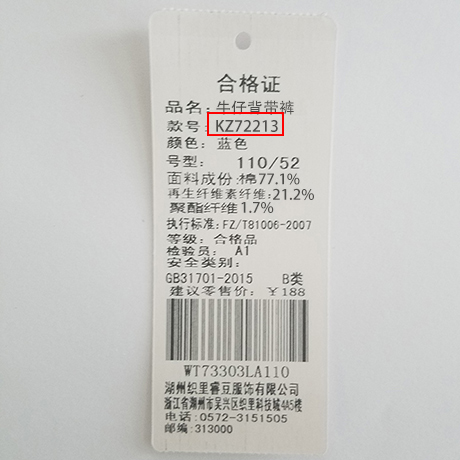 合格证
品名:牛仔背带裤
款号:KZ72213
颜色:蓝色
号型: 110/52
面料成份:棉77.1%
再生纤维素纤维:21.2%
聚酯纤维1.7%
执行标准:FZ/T81006-2007
等级:合格品
检验员: A1
安全类别:
GB31701-2015 B类
建议零售价:￥188
WT73303LA110
湖州织里睿豆服饰有限公司
浙江省湖州市吴兴区织里科技城4A5楼
电话:0572-3151505
邮编:313000